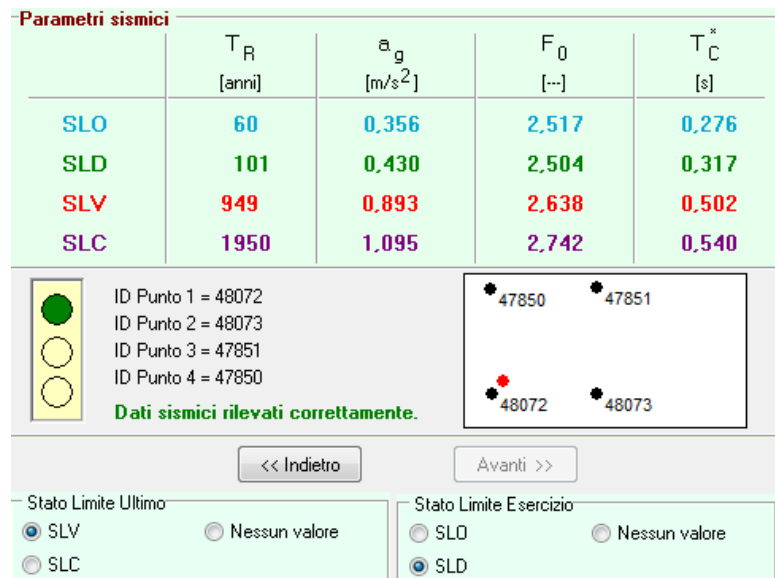 Parametri sismici
T R a g F 0 T C *
[anni] [m/s2] [---] [s]
SLO 60 0,356 2,517 0,276
SLD 101 0,430 2,504 0,317
SLV 949 0,893 2,638 0,502
SLC 1950 1,095 2,742 0,540
ID Punto 1 = 48072
ID Punto 2 = 48073
ID Punto 3 = 47851
ID Punto 4 = 47850
Dati sismici rilevati correttamente.
47850 47851
48072 48073
<< Indietro Avanti >>
Stato Limite Ultimo
SLV Nessun valore
SLC
Stato Limite Esercizio
SLO Nessun valore
SLD